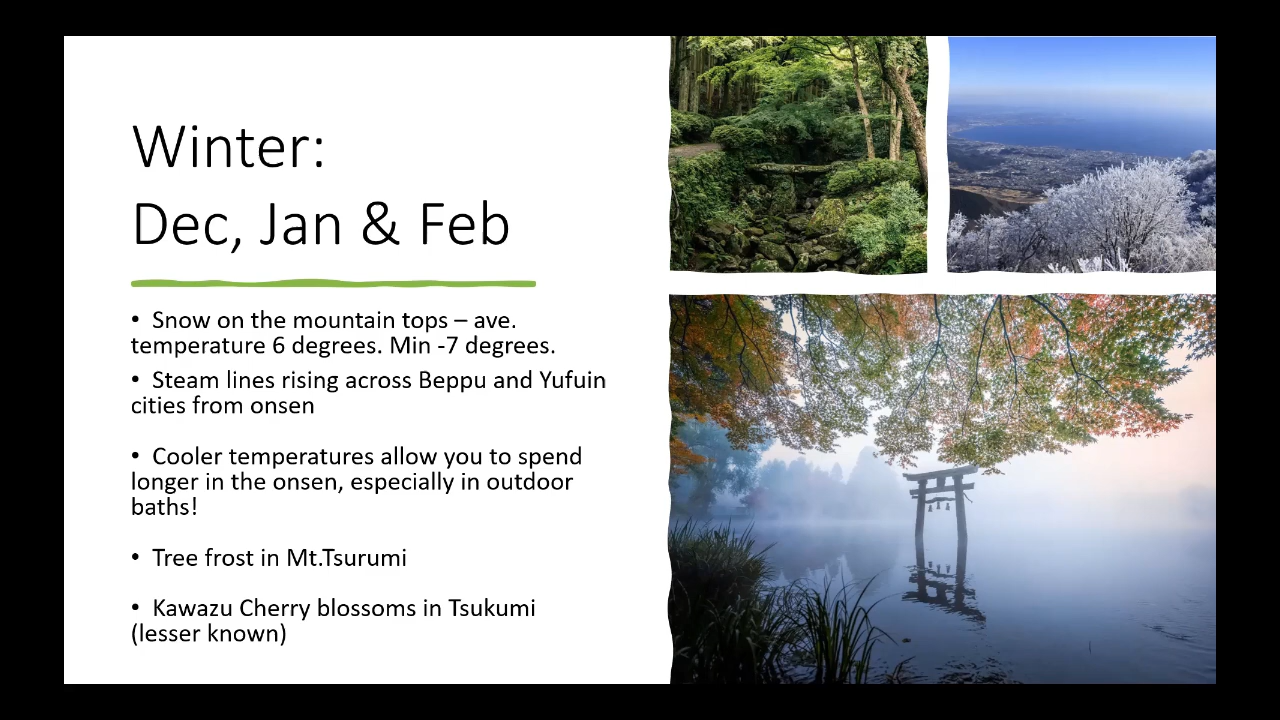 Winter:
Dec, Jan & Feb
• Snow on the mountain tops – ave.
temperature 6 degrees. Min -7 degrees.
• Steam lines rising across Beppu and Yufuin
cities from onsen
• Cooler temperatures allow you to spend
longer in the onsen, especially in outdoor
baths!
• Tree frost in Mt.Tsurumi
• Kawazu Cherry blossoms in Tsukumi
(lesser known)